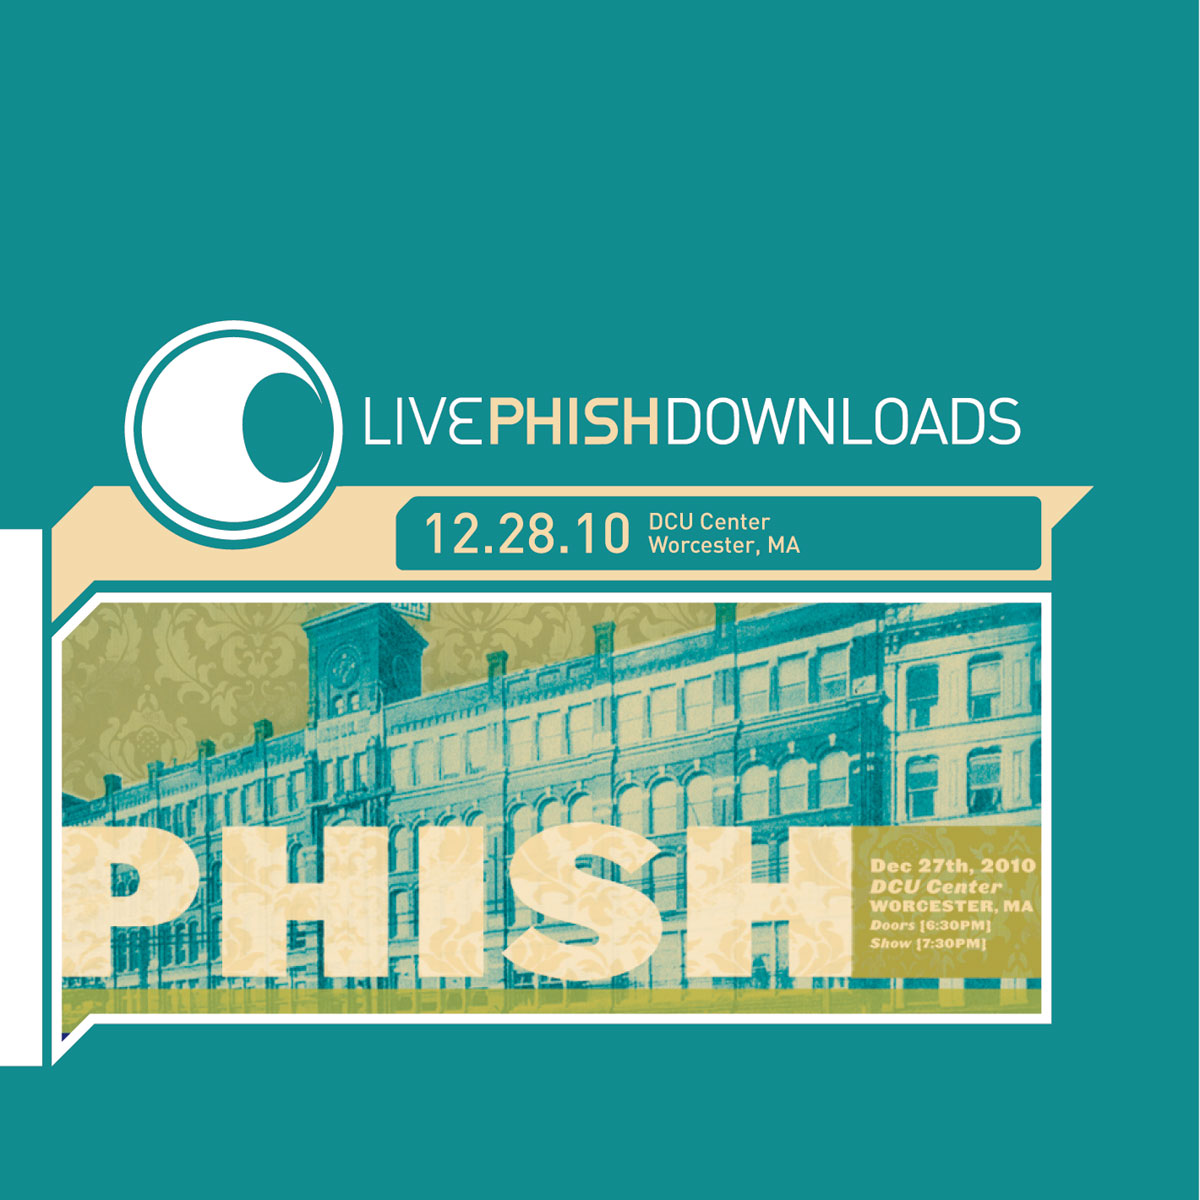 LIVEPHISHDOWNLOADS
12.28.10
DCU Center
Worcester, MA
PHISH
Dec 27th, 2010
DCU Center
WORCESTER, MA
Doors [6:30PM]
Show [7:30PM]